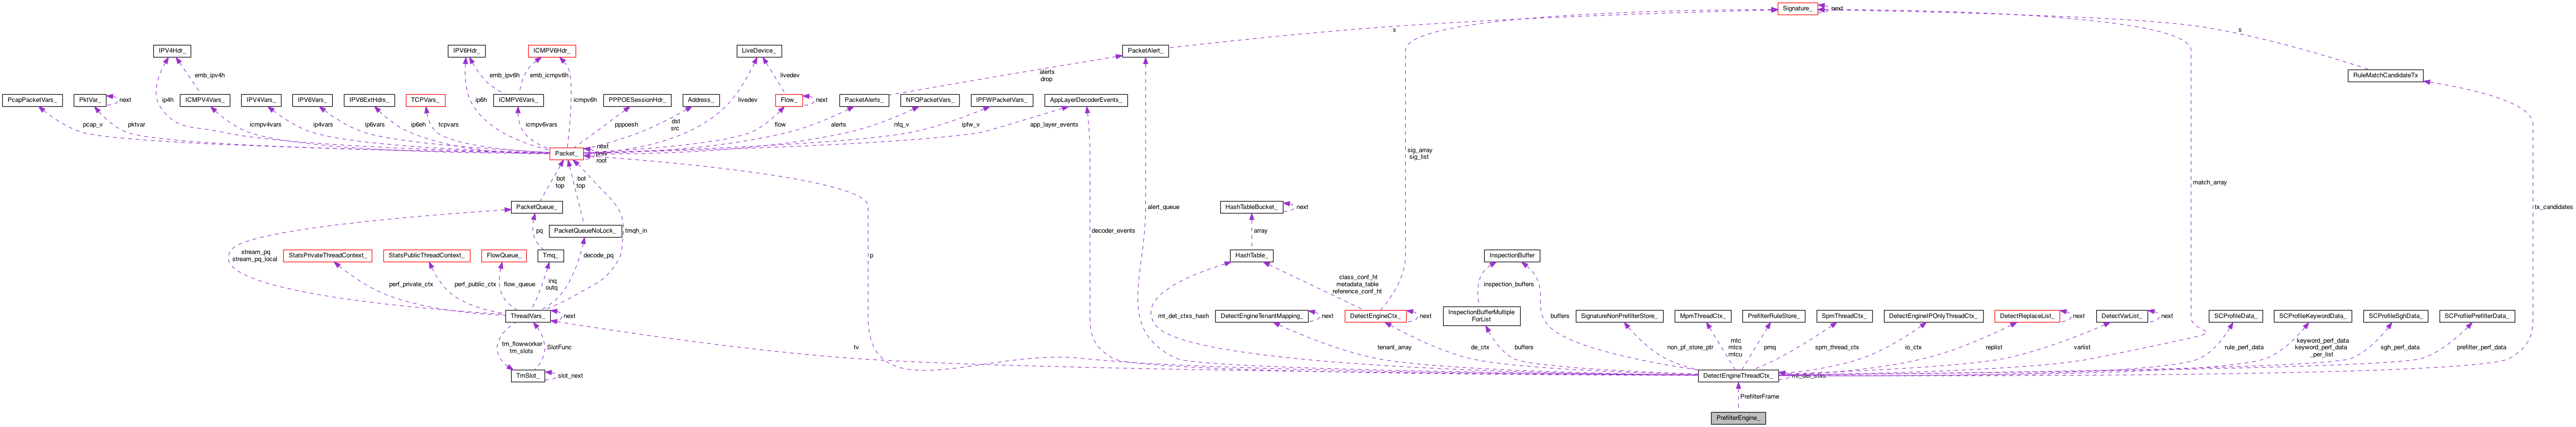 Signature_
next
s
s
IPV4Hdr_
IPV6Hdr_
ICMPV6Hdr_
LiveDevice_
PacketAlert_
RuleMatchCandidateTx
emb_ipv4h
emb_ipv6h
emb_icmpv6h
livedev
alerts
drop
PcapPacketVars_
PktVar_
next
ip4h
ICMPV4Vars_
IPV4Vars_
IPV6Vars_
IPV6ExtHdrs_
TCPVars_
ip6h
ICMPV6Vars_
icmpv6h
PPPOESessionHdr_
Address_
livedev
Flow_
next
PacketAlerts_
NFQPacketVars_
IPFWPacketVars_
AppLayerDecoderEvents_
pcap_v
pktvar
icmpv4vars
ip4vars
ip6vars
ip6eh
tcpvars
icmpv6vars
pppoesh
dst
src
flow
alerts
nfq_v
ipfw_v
app_layer_events
Packet_
next
root
sig_array
sig_list
bot
top
bot
top
match_array
PacketQueue_
alert_queue
HashTableBucket_
next
tx_candidates
pq
PacketQueueNoLock_
tmqh_in
decoder_events
array
stream_pq
stream_pq_local
StatsPrivateThreadContext_
StatsPublicThreadContext_
FlowQueue_
Tmq_
decode_pq
p
HashTable_
InspectionBuffer
perf_private_ctx
perf_public_ctx
flow_queue
inq
outq
class_conf_ht
metadata_table
reference_conf_ht
inspection_buffers
ThreadVars_
next
mt_det_ctxs_hash
DetectEngineTenantMapping_
next
DetectEngineCtx_
next
InspectionBufferMultiple
ForList
buffers
SignatureNonPrefilterStore_
MpmThreadCtx_
PrefilterRuleStore_
SpmThreadCtx_
DetectEngineIPOnlyThreadCtx_
DetectReplaceList_
next
DetectVarList_
next
SCProfileData_
SCProfileKeywordData_
SCProfileSghData_
SCProfilePrefilterData_
tm_flowworker
tm_slots
SlotFunc
tv
tenant_array
de_ctx
buffers
non_pf_store_ptr
mtc
mtcs
mtcu
pmq
spm_thread_ctx
io_ctx
replist
varlist
rule_perf_data
keyword_perf_data
keyword_perf_data
_per_list
sgh_perf_data
prefilter_perf_data
TmSlot_
slot_next
DetectEngineThreadCtx_
mt_det_ctxs
PrefilterFrame
PrefilterEngine_